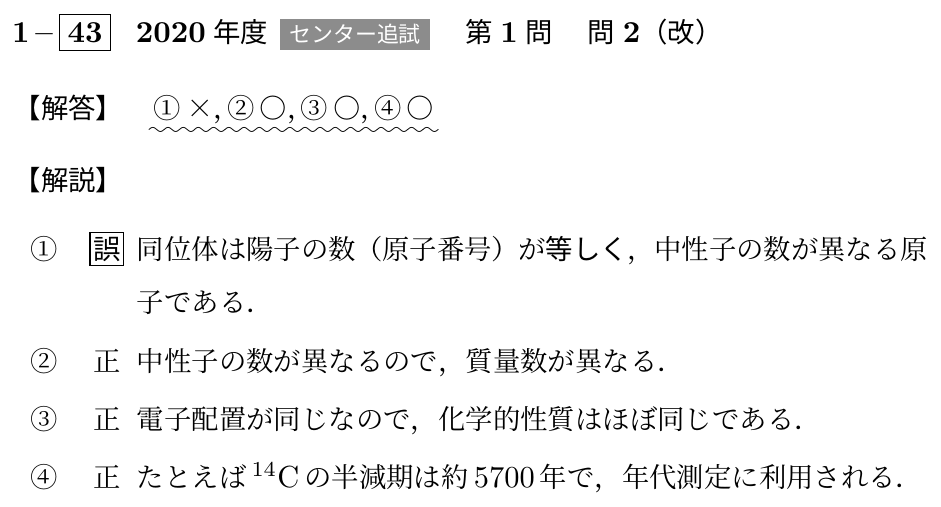 1−43 2020 年度 センター追試 第 1 問 問 2（改）
【解答】 ① ×, ② ○, ③ ○, ④ ○
【解説】
① 誤 同位体は陽子の数（原子番号）が等しく，中性子の数が異なる原
子である．
② 正 中性子の数が異なるので，質量数が異なる．
③ 正 電子配置が同じなので，化学的性質はほぼ同じである．
④ 正 たとえば ¹⁴C の半減期は約 5700 年で，年代測定に利用される．